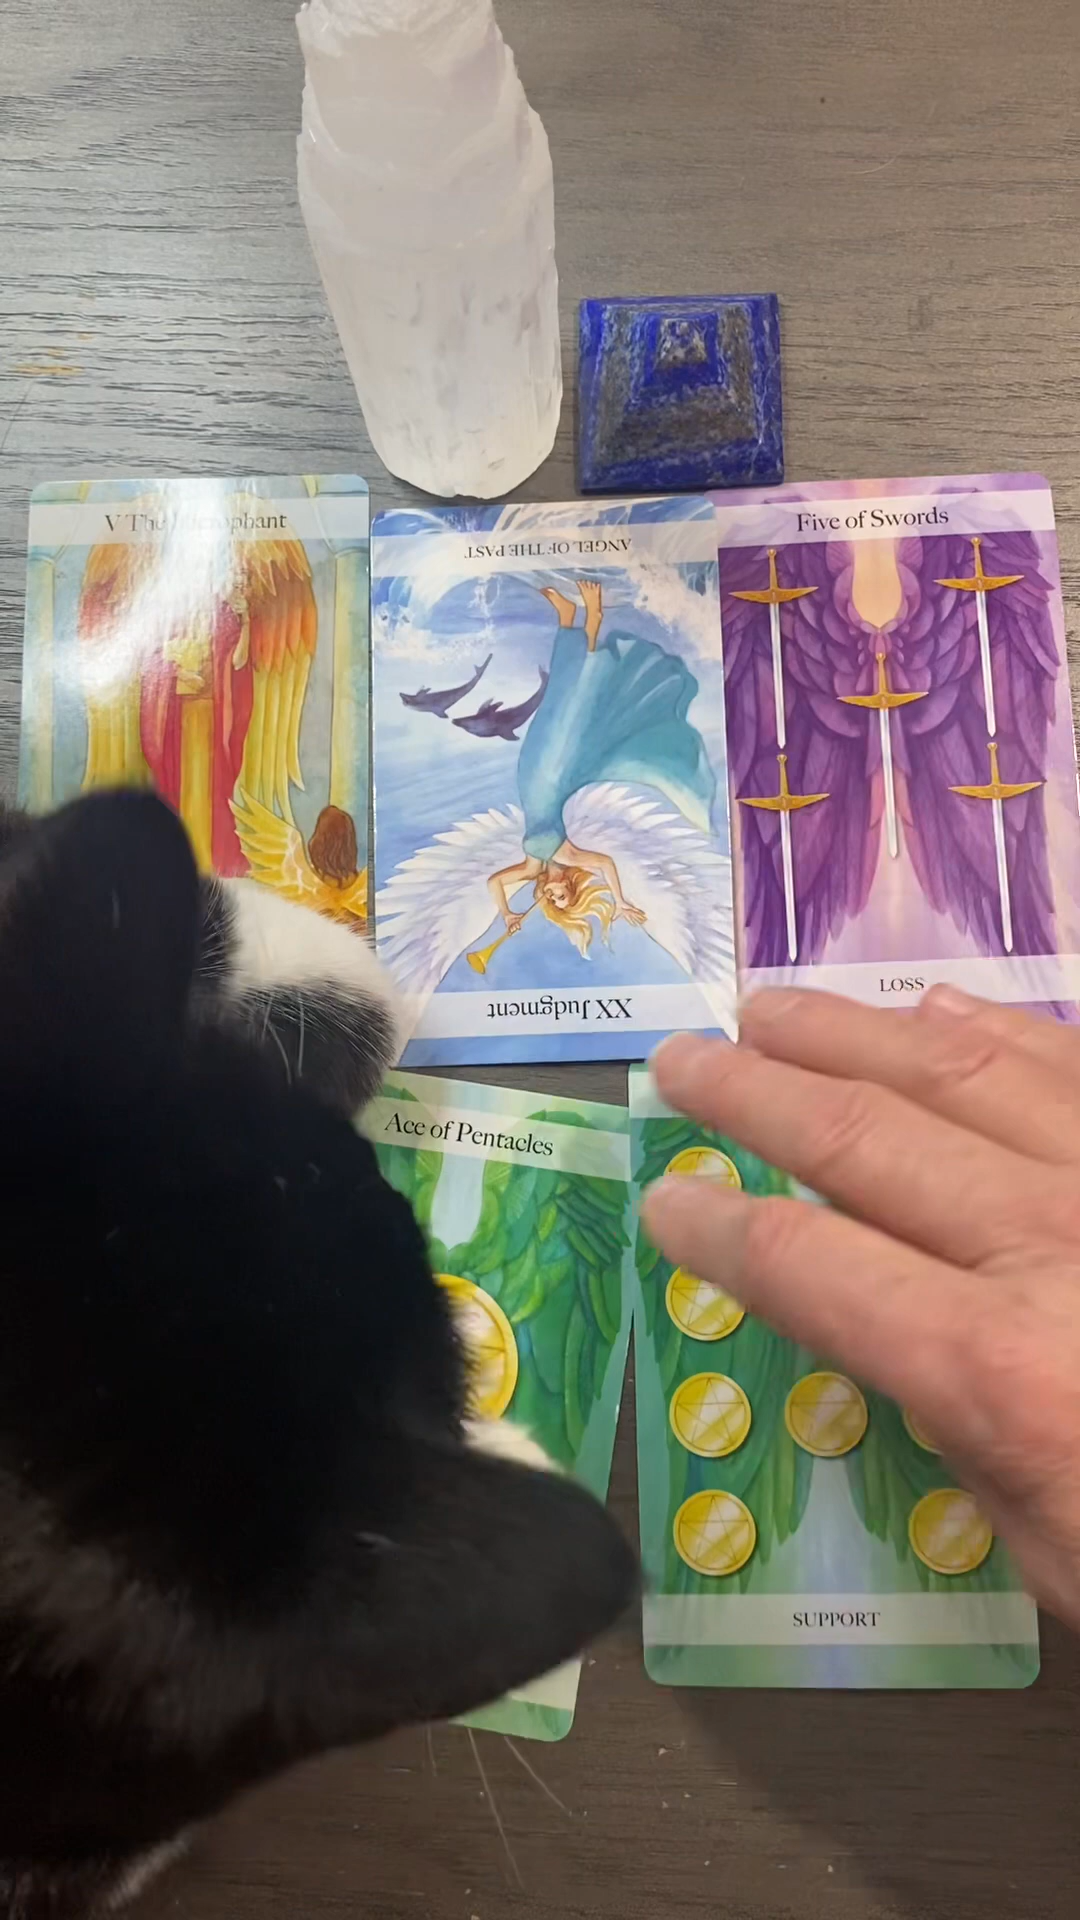 V The Hierophant
ANGEL OF THE PAST
XX Judgment
Five of Swords
LOSS
Ace of Pentacles
SUPPORT